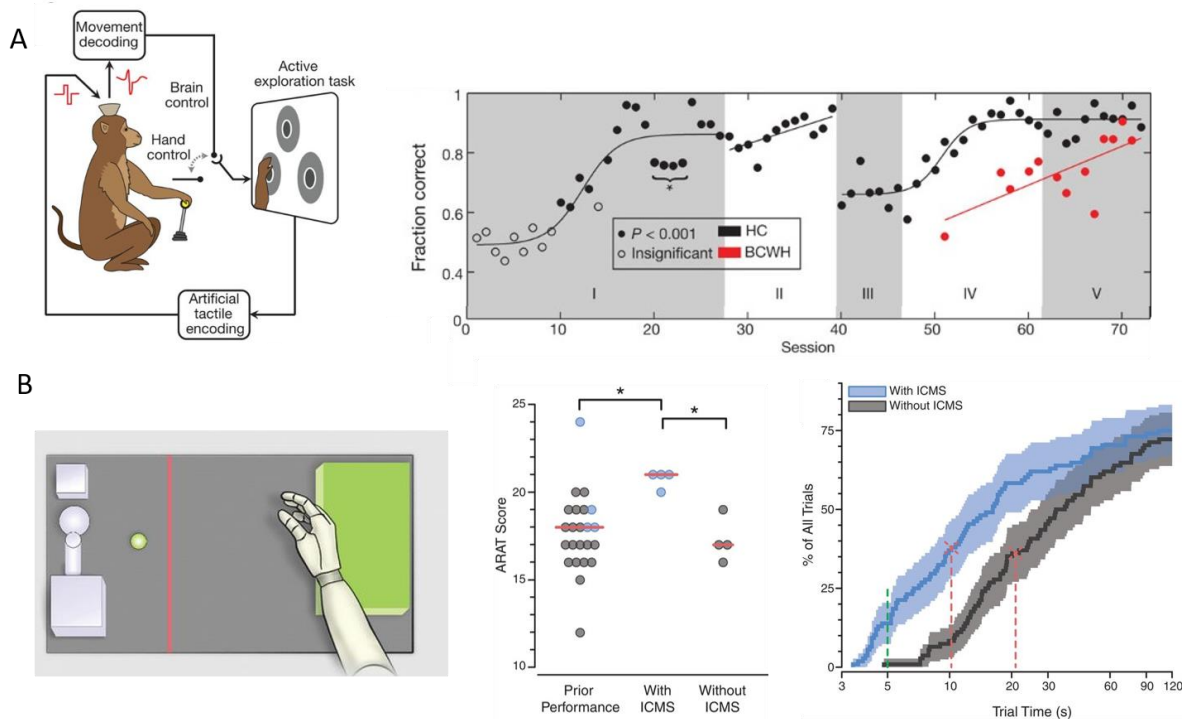 A
Movement
decoding
Brain
control
Hand
control
Active
exploration task
Artificial
tactile
encoding
Fraction correct
1
0.8
0.6
0.4
0
*
P < 0.001
Insignificant
HC
BCWH
I
II
III
IV
V
0
10
20
30
40
50
60
70
Session
B
ARAT Score
25
20
15
10
*
*
Prior
Performance
With
ICMS
Without
ICMS
With ICMS
Without ICMS
% of All Trials
75
50
25
0
3
5
10
20
30
60
90
120
Trial Time (s)